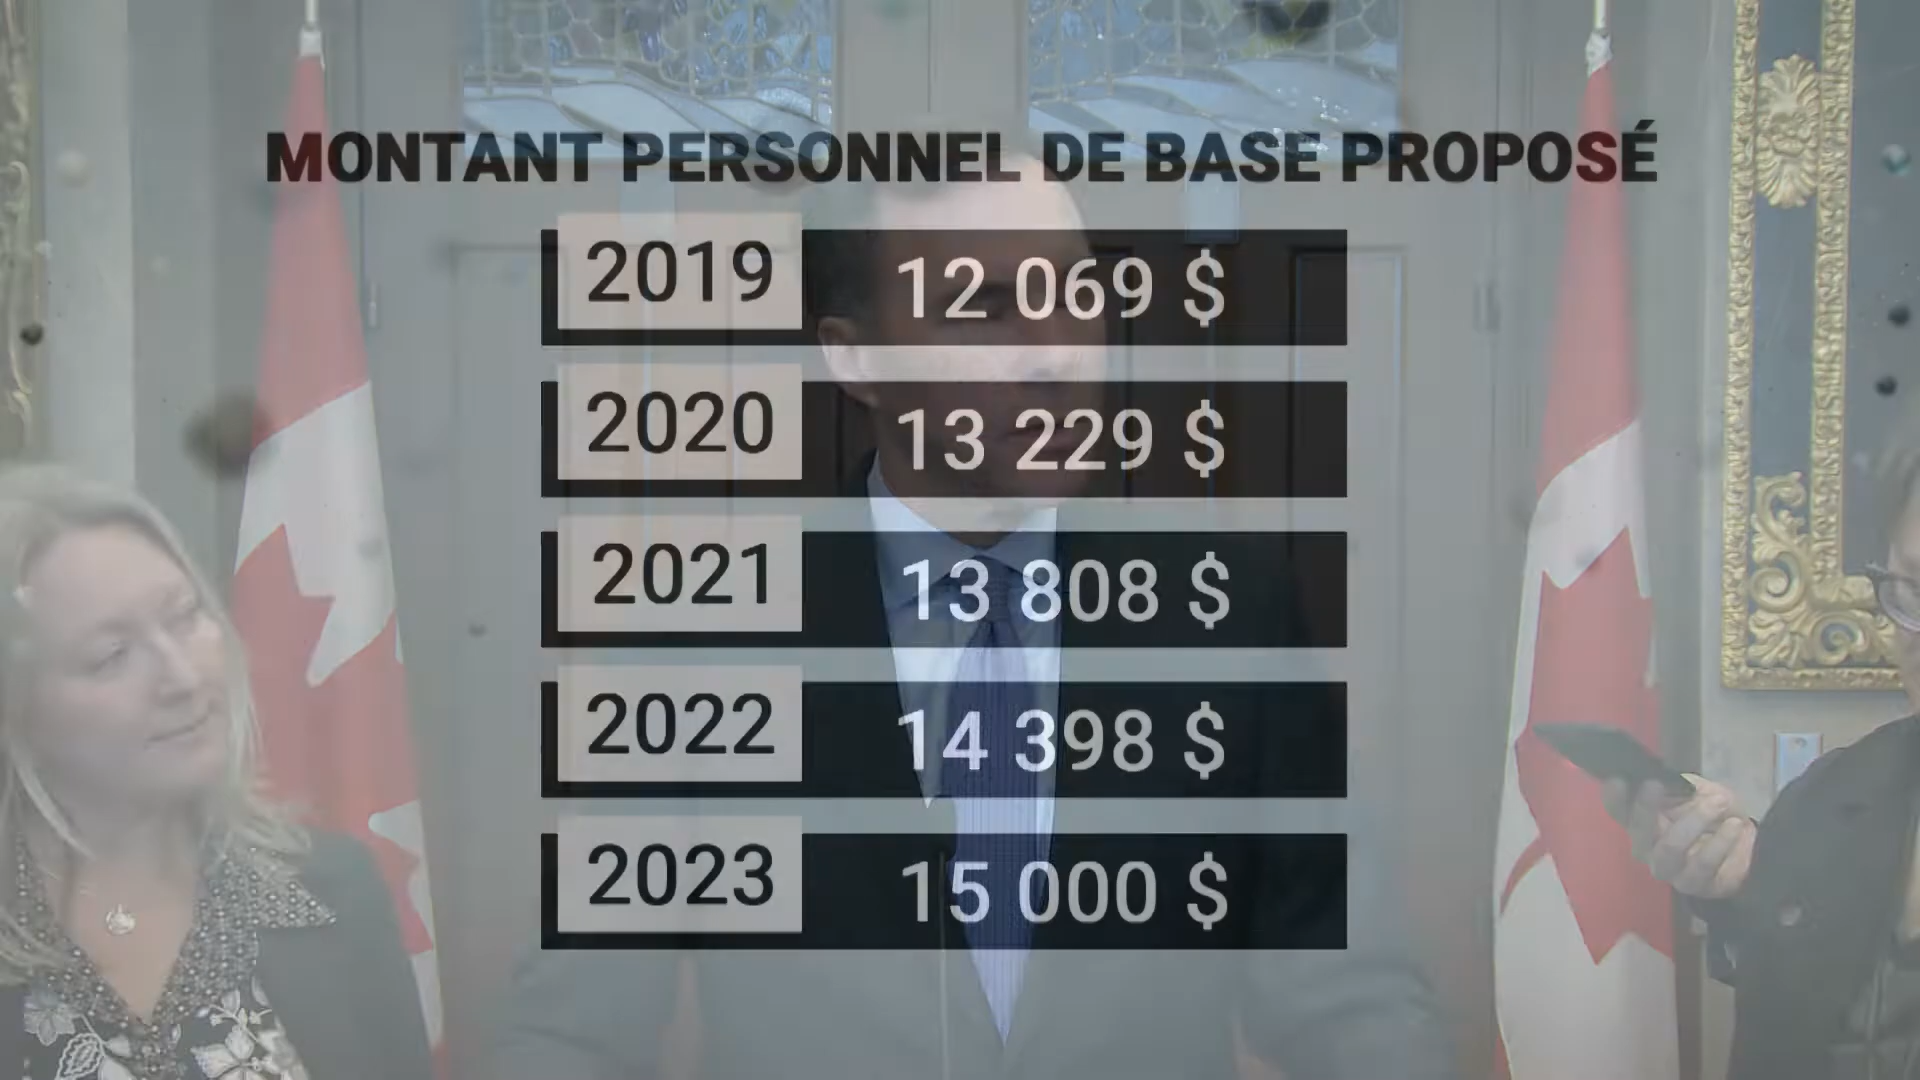 MONTANT PERSONNEL DE BASE PROPOSÉ
2019 12 069 $
2020 13 229 $
2021 13 808 $
2022 14 398 $
2023 15 000 $